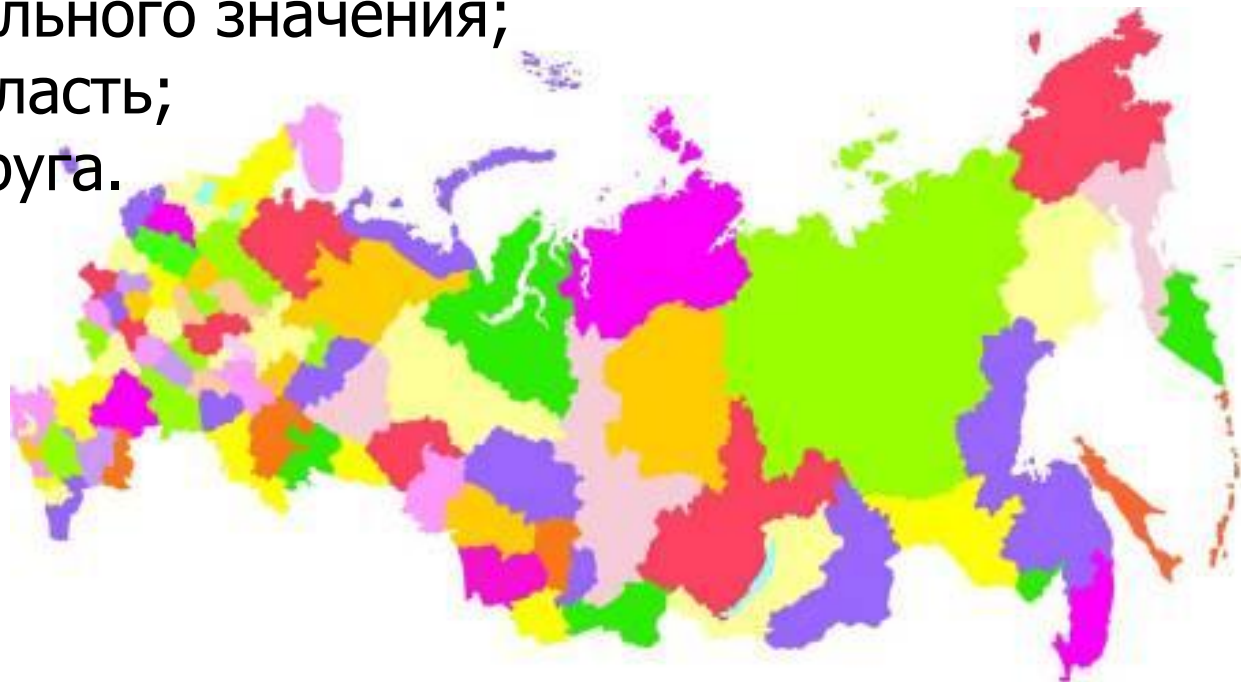 льного значения;
ласть;
руга.